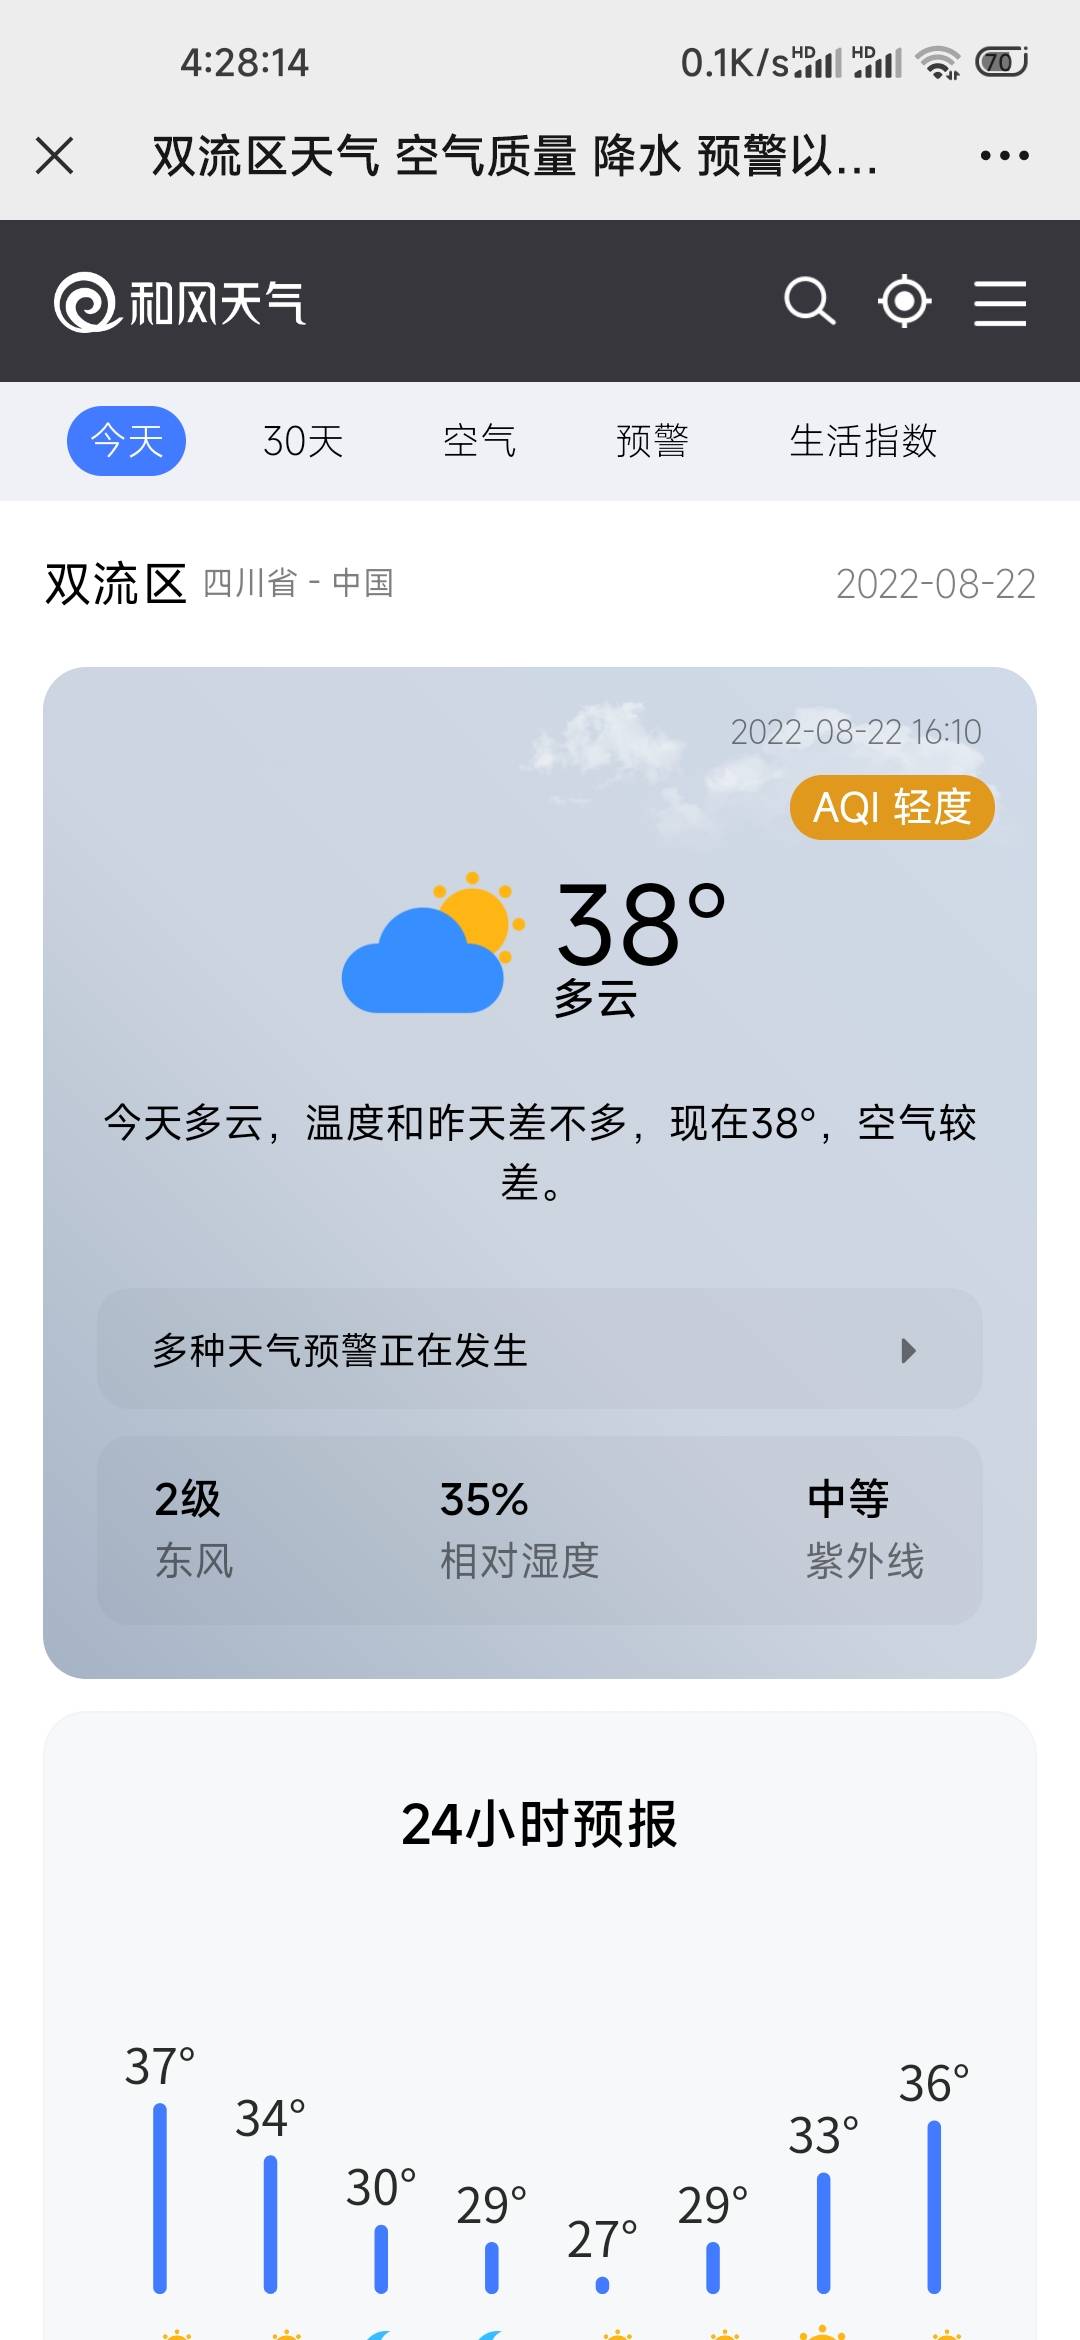 4:28:14
0.1K/s HD HD 70
双流区天气 空气质量 降水 预警以...
和风天气
今天 30天 空气 预警 生活指数
双流区 四川省 - 中国 2022-08-22
2022-08-22 16:10
AQI 轻度
38°
多云
今天多云，温度和昨天差不多，现在38°，空气较
差。
多种天气预警正在发生
2级 35% 中等
东风 相对湿度 紫外线
24小时预报
37° 34° 30° 29° 27° 29° 33° 36°